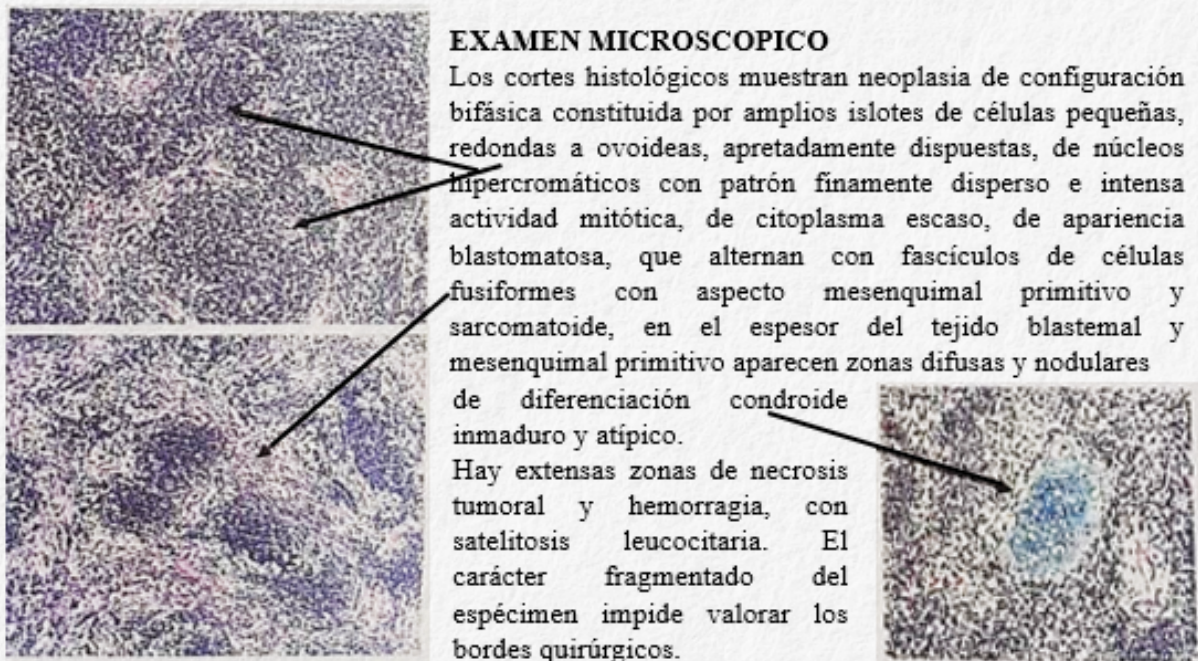 EXAMEN MICROSCOPICO
Los cortes histológicos muestran neoplasia de configuración
bifásica constituida por amplios islotes de células pequeñas,
redondas a ovoideas, apretadamente dispuestas, de núcleos
hipercromáticos con patrón finamente disperso e intensa
actividad mitótica, de citoplasma escaso, de apariencia
blastomatosa, que alternan con fascículos de células
fusiformes con aspecto mesenquimal primitivo y
sarcomatoide, en el espesor del tejido blastemal y
mesenquimal primitivo aparecen zonas difusas y nodulares
de diferenciación condroide
inmaduro y atípico.
Hay extensas zonas de necrosis
tumoral y hemorragia, con
satelitosis leucocitaria. El
carácter fragmentado del
espécimen impide valorar los
bordes quirúrgicos.